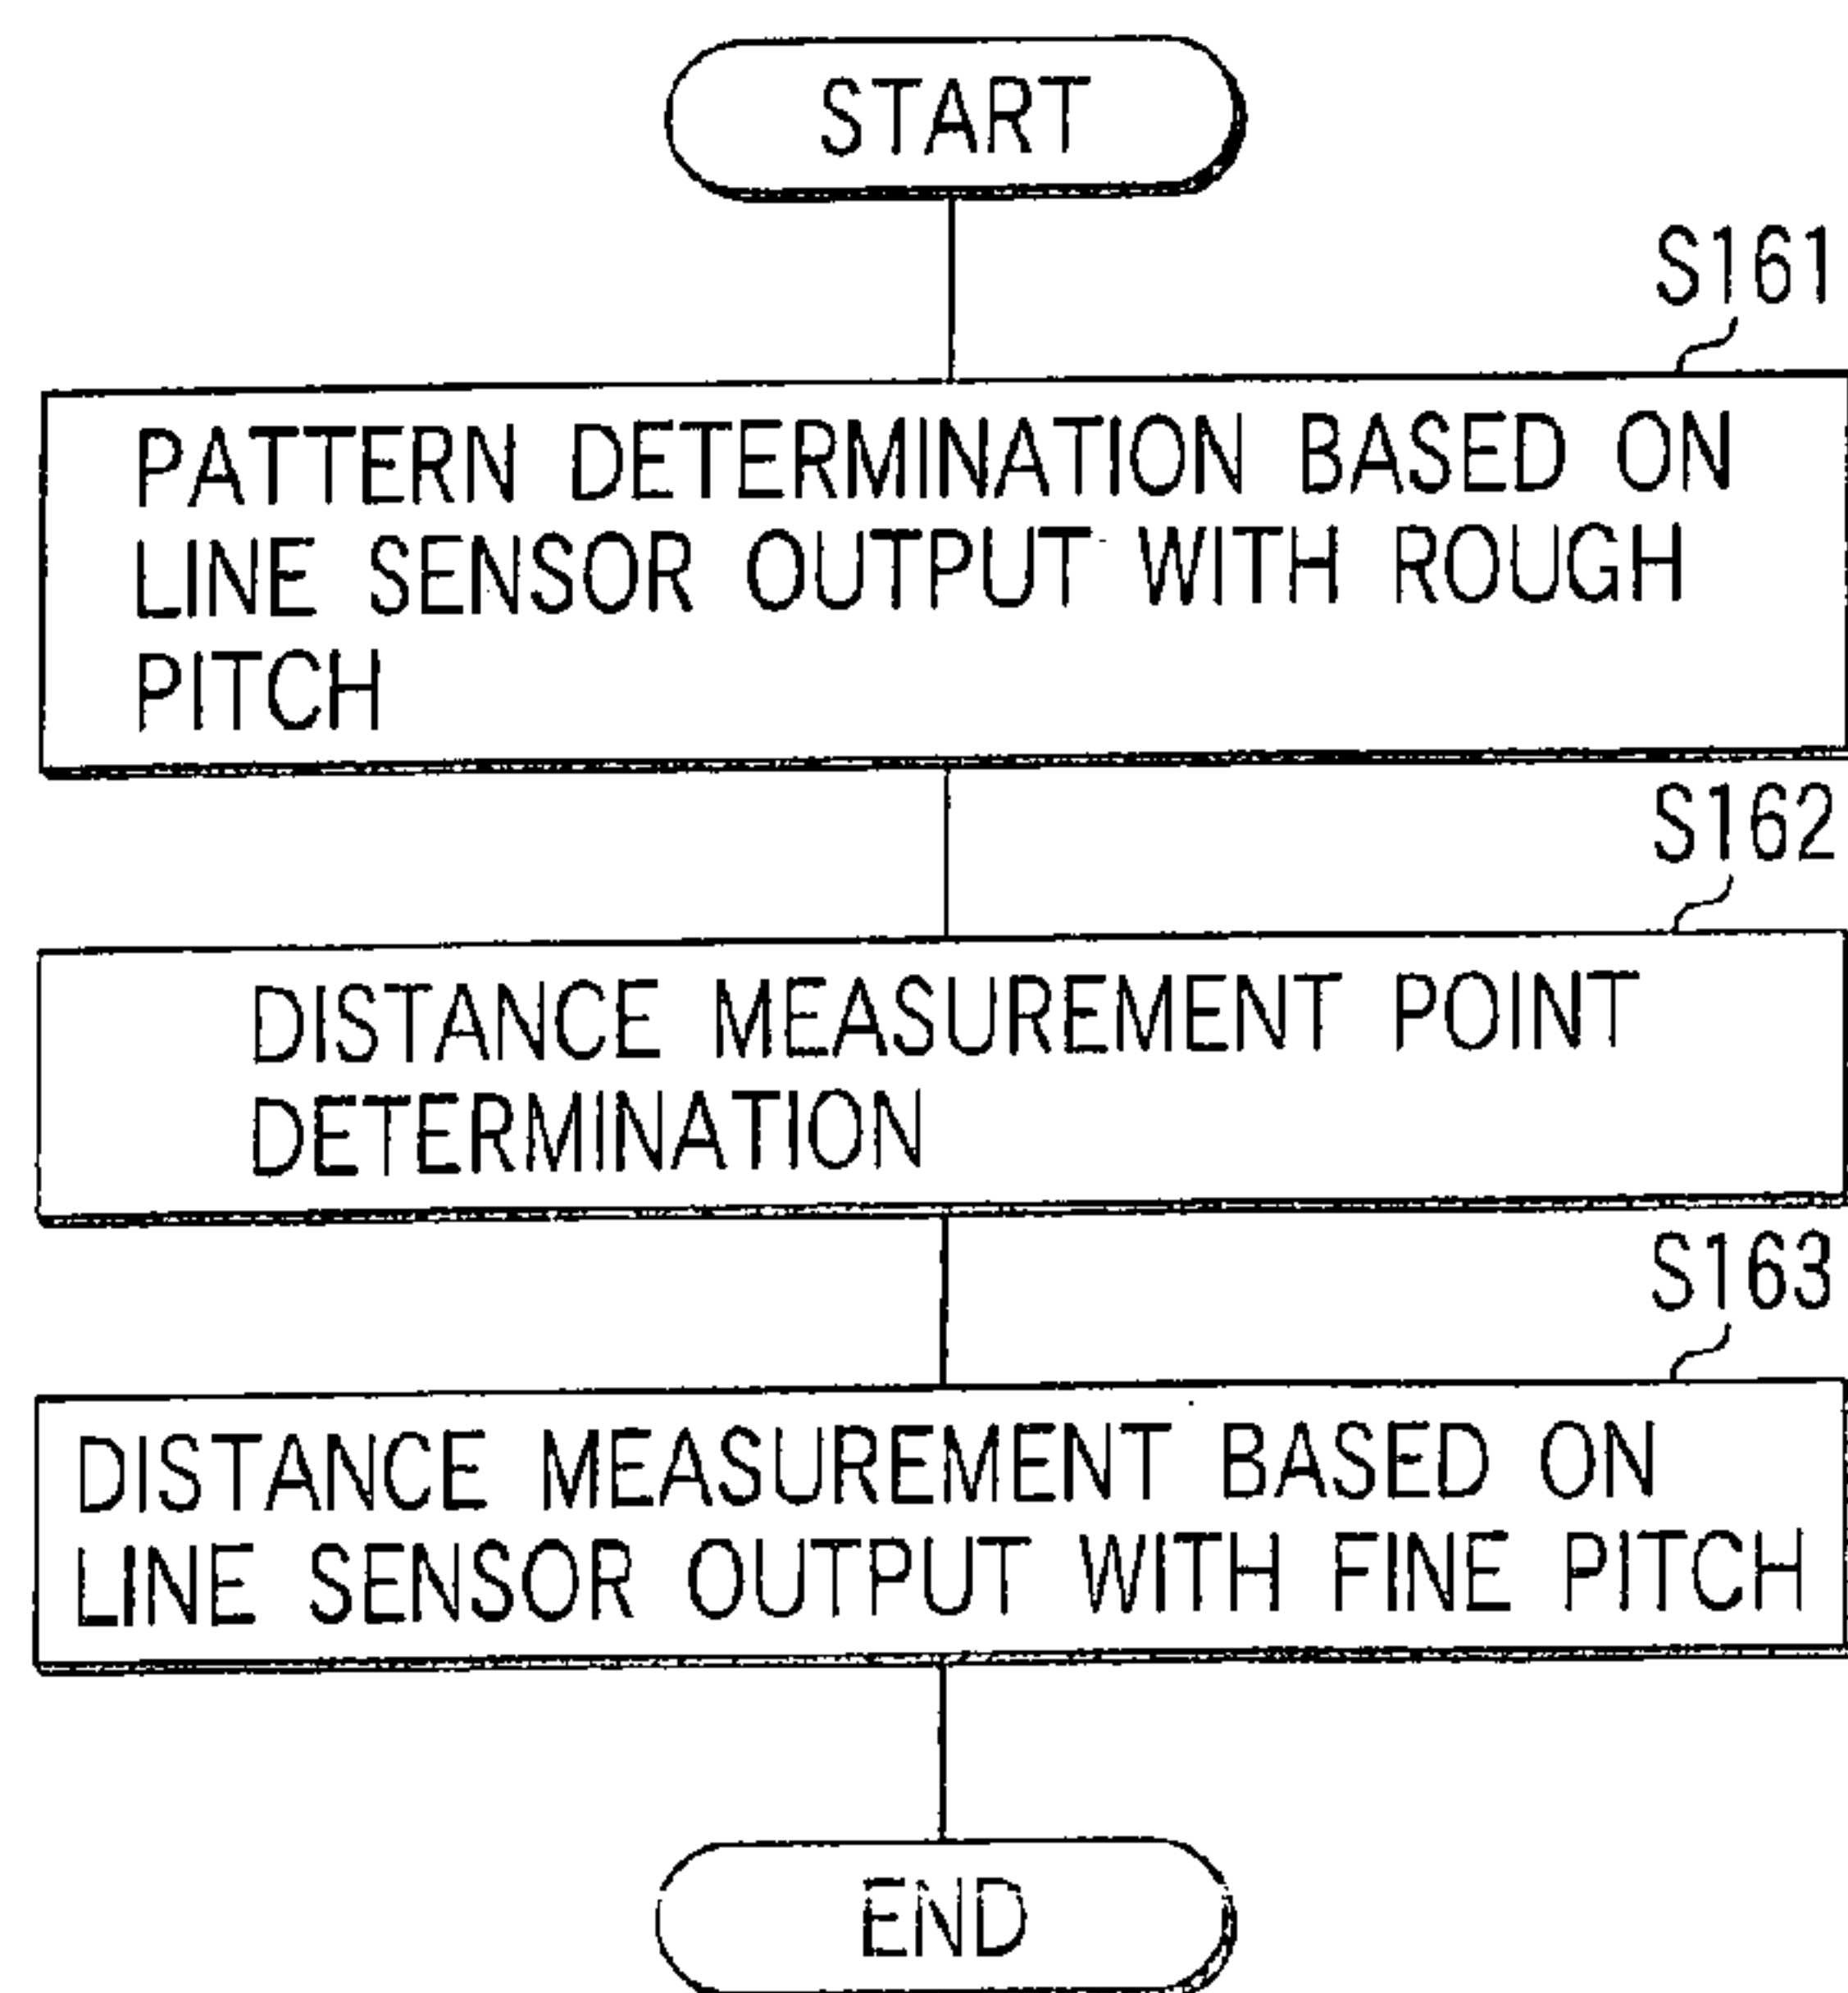 START
S161
PATTERN DETERMINATION BASED ON
LINE SENSOR OUTPUT WITH ROUGH
PITCH
S162
DISTANCE MEASUREMENT POINT
DETERMINATION
S163
DISTANCE MEASUREMENT BASED ON
LINE SENSOR OUTPUT WITH FINE PITCH
END